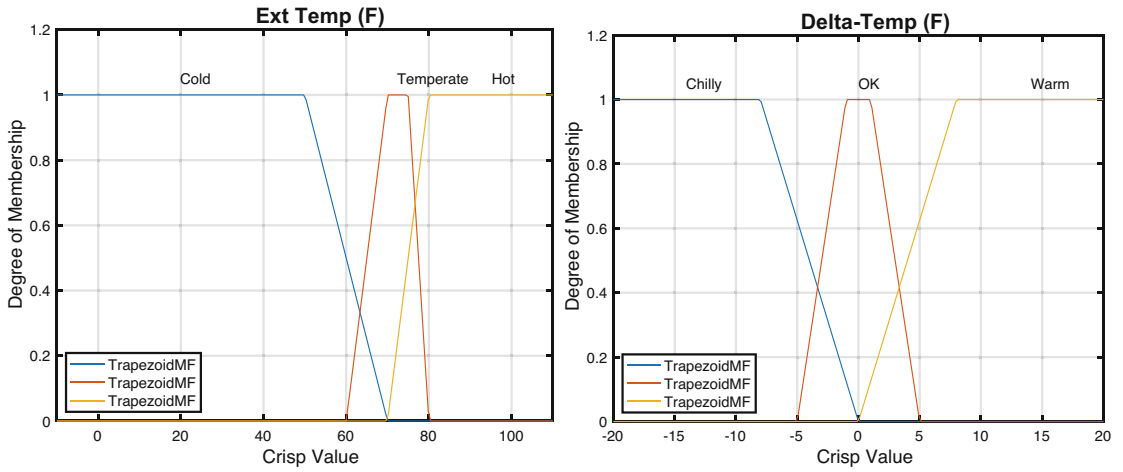 Ext Temp (F)
1.2
1
0.8
0.6
0.4
0.2
0
Degree of Membership
Cold
Temperate
Hot
TrapezoidMF
TrapezoidMF
TrapezoidMF
0 20 40 60 80 100
Crisp Value
Delta-Temp (F)
1.2
1
0.8
0.6
0.4
0.2
0
Degree of Membership
Chilly
OK
Warm
TrapezoidMF
TrapezoidMF
TrapezoidMF
-20 -15 -10 -5 0 5 10 15 20
Crisp Value